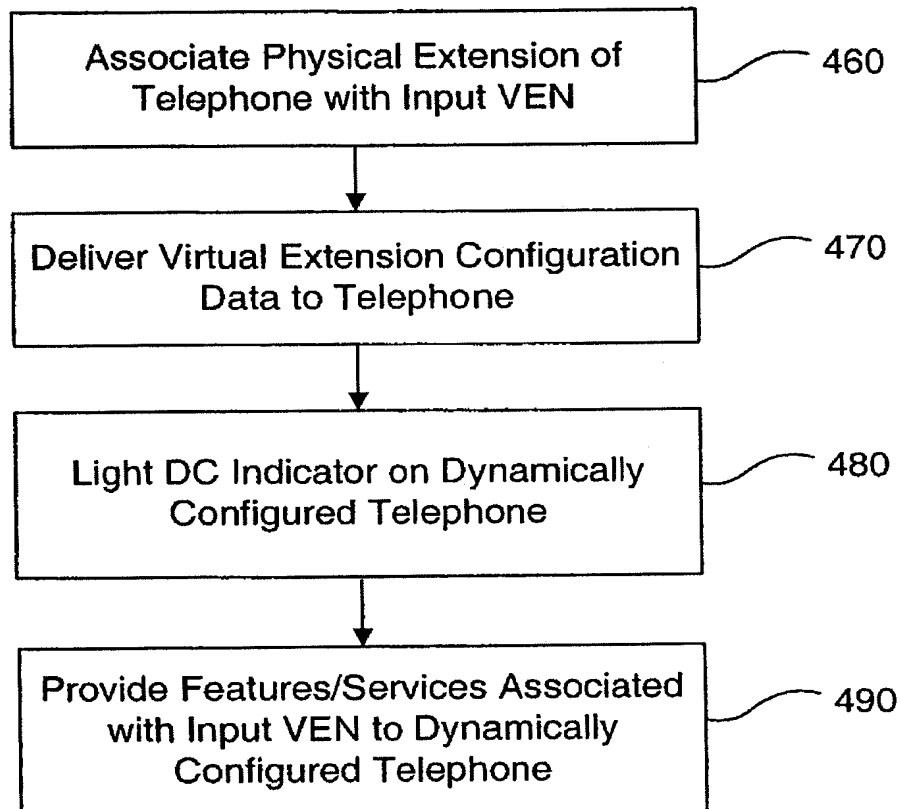 Associate Physical Extension of
Telephone with Input VEN
460
Deliver Virtual Extension Configuration
Data to Telephone
470
Light DC Indicator on Dynamically
Configured Telephone
480
Provide Features/Services Associated
with Input VEN to Dynamically
Configured Telephone
490